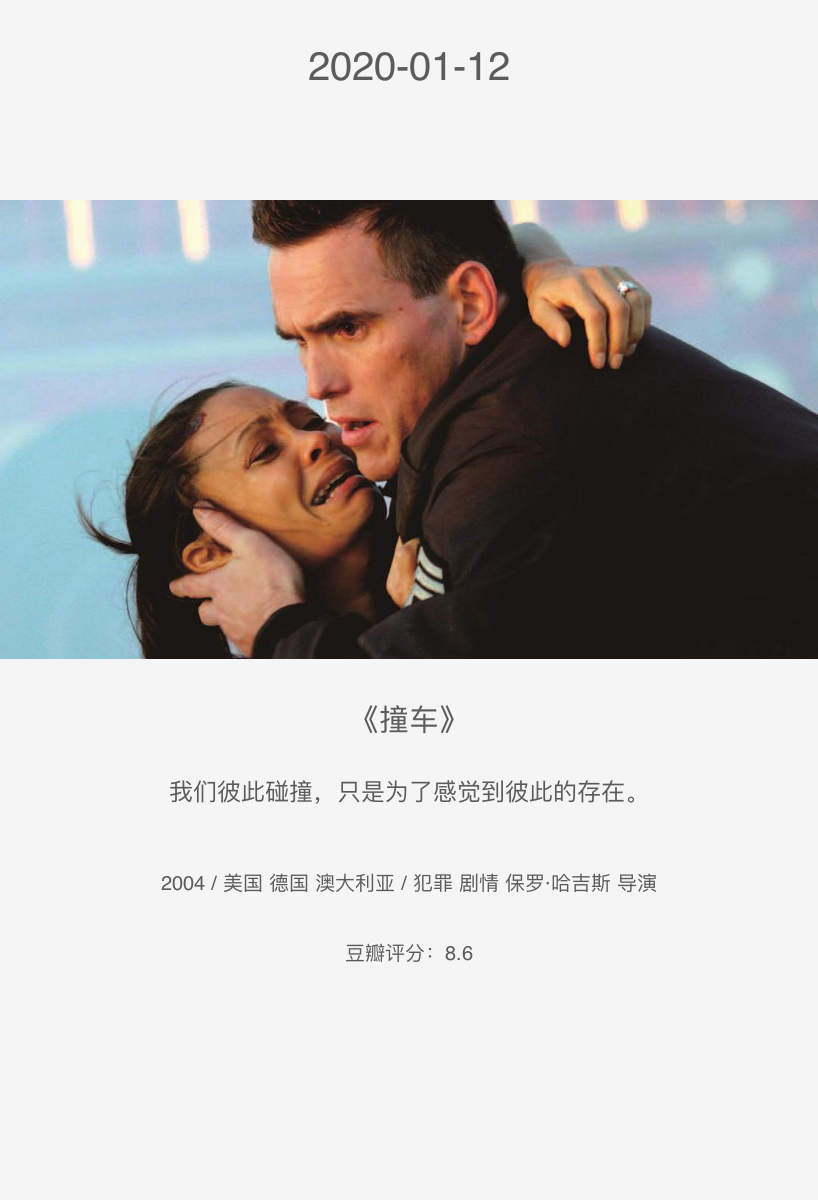 2020-01-12
《撞车》
我们彼此碰撞，只是为了感觉到彼此的存在。
2004 / 美国 德国 澳大利亚 / 犯罪 剧情 保罗·哈吉斯 导演
豆瓣评分：8.6